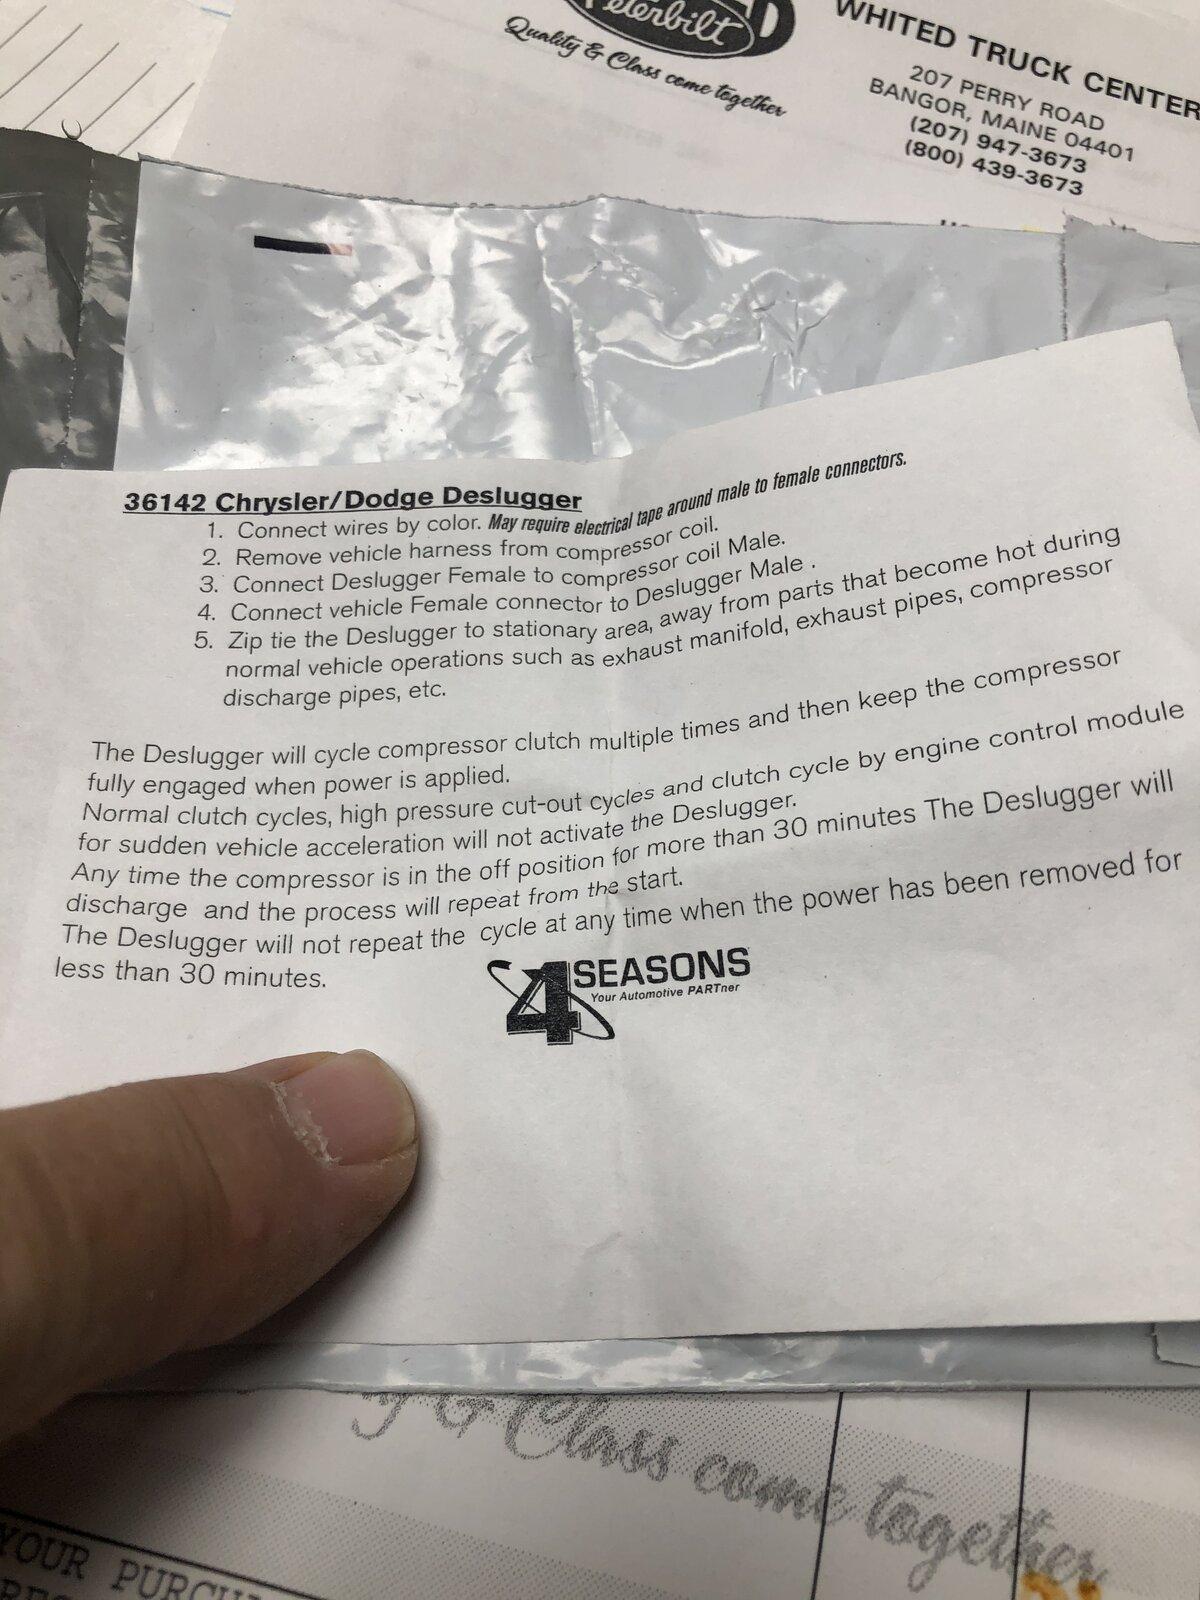 Peterbilt
Quality & Class come together
WHITED TRUCK CENTER
207 PERRY ROAD
BANGOR, MAINE 04401
(207) 947-3673
(800) 439-3673
36142 Chrysler/Dodge Deslugger
1. Connect wires by color. May require electrical tape around male to female connectors.
2. Remove vehicle harness from compressor coil.
3. Connect Deslugger Female to compressor coil Male.
4. Connect vehicle Female connector to Deslugger Male .
5. Zip tie the Deslugger to stationary area, away from parts that become hot during
normal vehicle operations such as exhaust manifold, exhaust pipes, compressor
discharge pipes, etc.
The Deslugger will cycle compressor clutch multiple times and then keep the compressor
fully engaged when power is applied.
Normal clutch cycles, high pressure cut-out cycles and clutch cycle by engine control module
for sudden vehicle acceleration will not activate the Deslugger.
Any time the compressor is in the off position for more than 30 minutes The Deslugger will
discharge and the process will repeat from the start.
The Deslugger will not repeat the cycle at any time when the power has been removed for
less than 30 minutes.
4 SEASONS
Your Automotive PARTner
& Class come together
YOUR